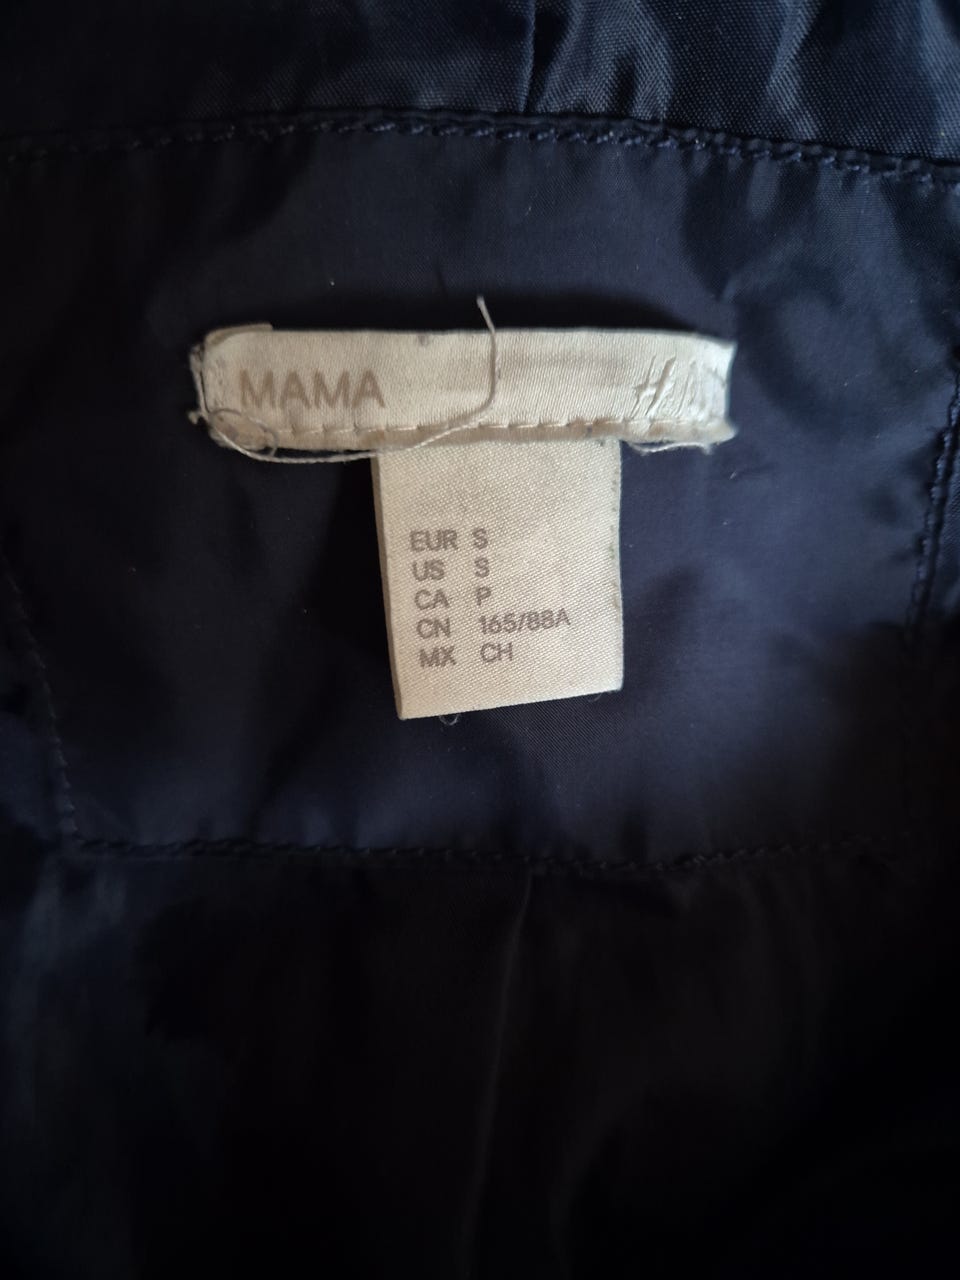 MAMA H&M
EUR S
US S
CA P
CN 165/88A
MX CH